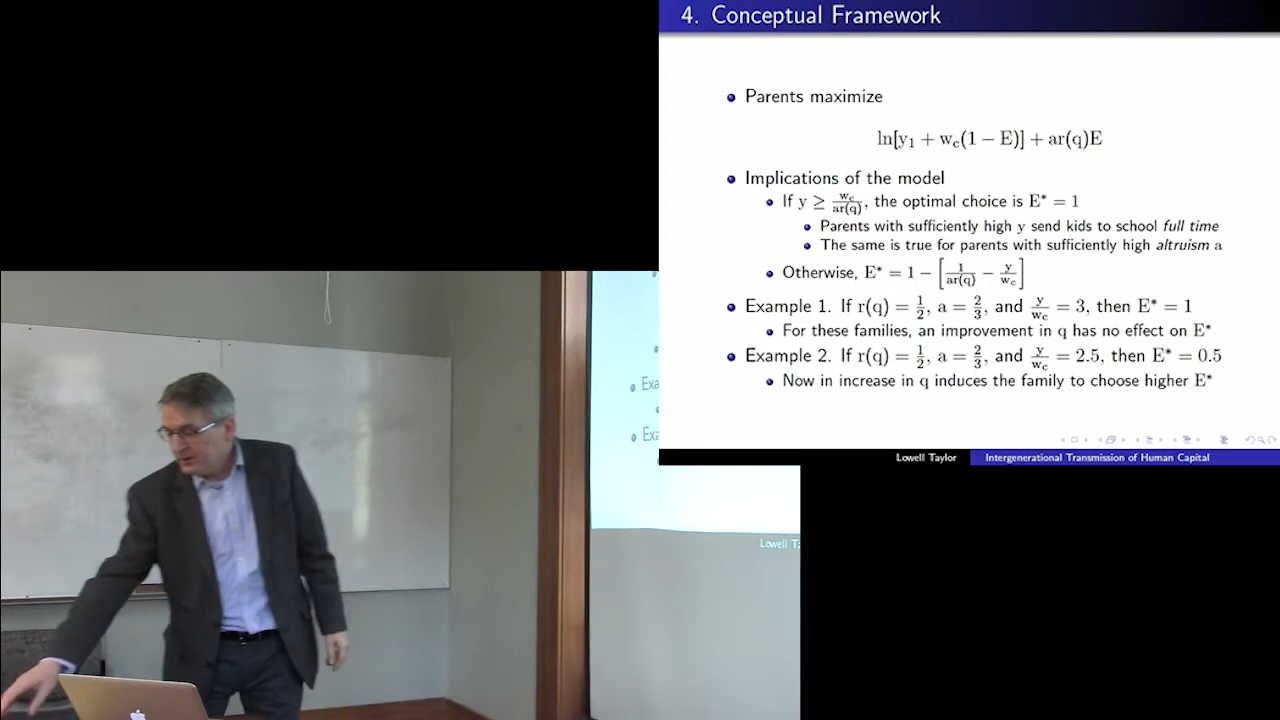 4. Conceptual Framework
Parents maximize
ln[y₁ + w_c(1 − E)] + ar(q)E
Implications of the model
If y ≥ w_c/ar(q), the optimal choice is E* = 1
Parents with sufficiently high y send kids to school full time
The same is true for parents with sufficiently high altruism a
Otherwise, E* = 1 − [1/ar(q) − y/w_c]
Example 1. If r(q) = 1/2, a = 2/3, and y/w_c = 3, then E* = 1
For these families, an improvement in q has no effect on E*
Example 2. If r(q) = 1/2, a = 2/3, and y/w_c = 2.5, then E* = 0.5
Now in increase in q induces the family to choose higher E*
Lowell Taylor Intergenerational Transmission of Human Capital
Exa
Exa
Lowell T